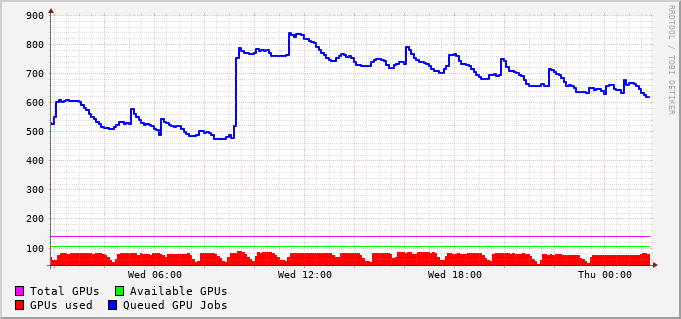 RRDTOOL / TOBI OETIKER
900
800
700
600
500
400
300
200
100
Wed 06:00 Wed 12:00 Wed 18:00 Thu 00:00
Total GPUs Available GPUs
GPUs used Queued GPU Jobs